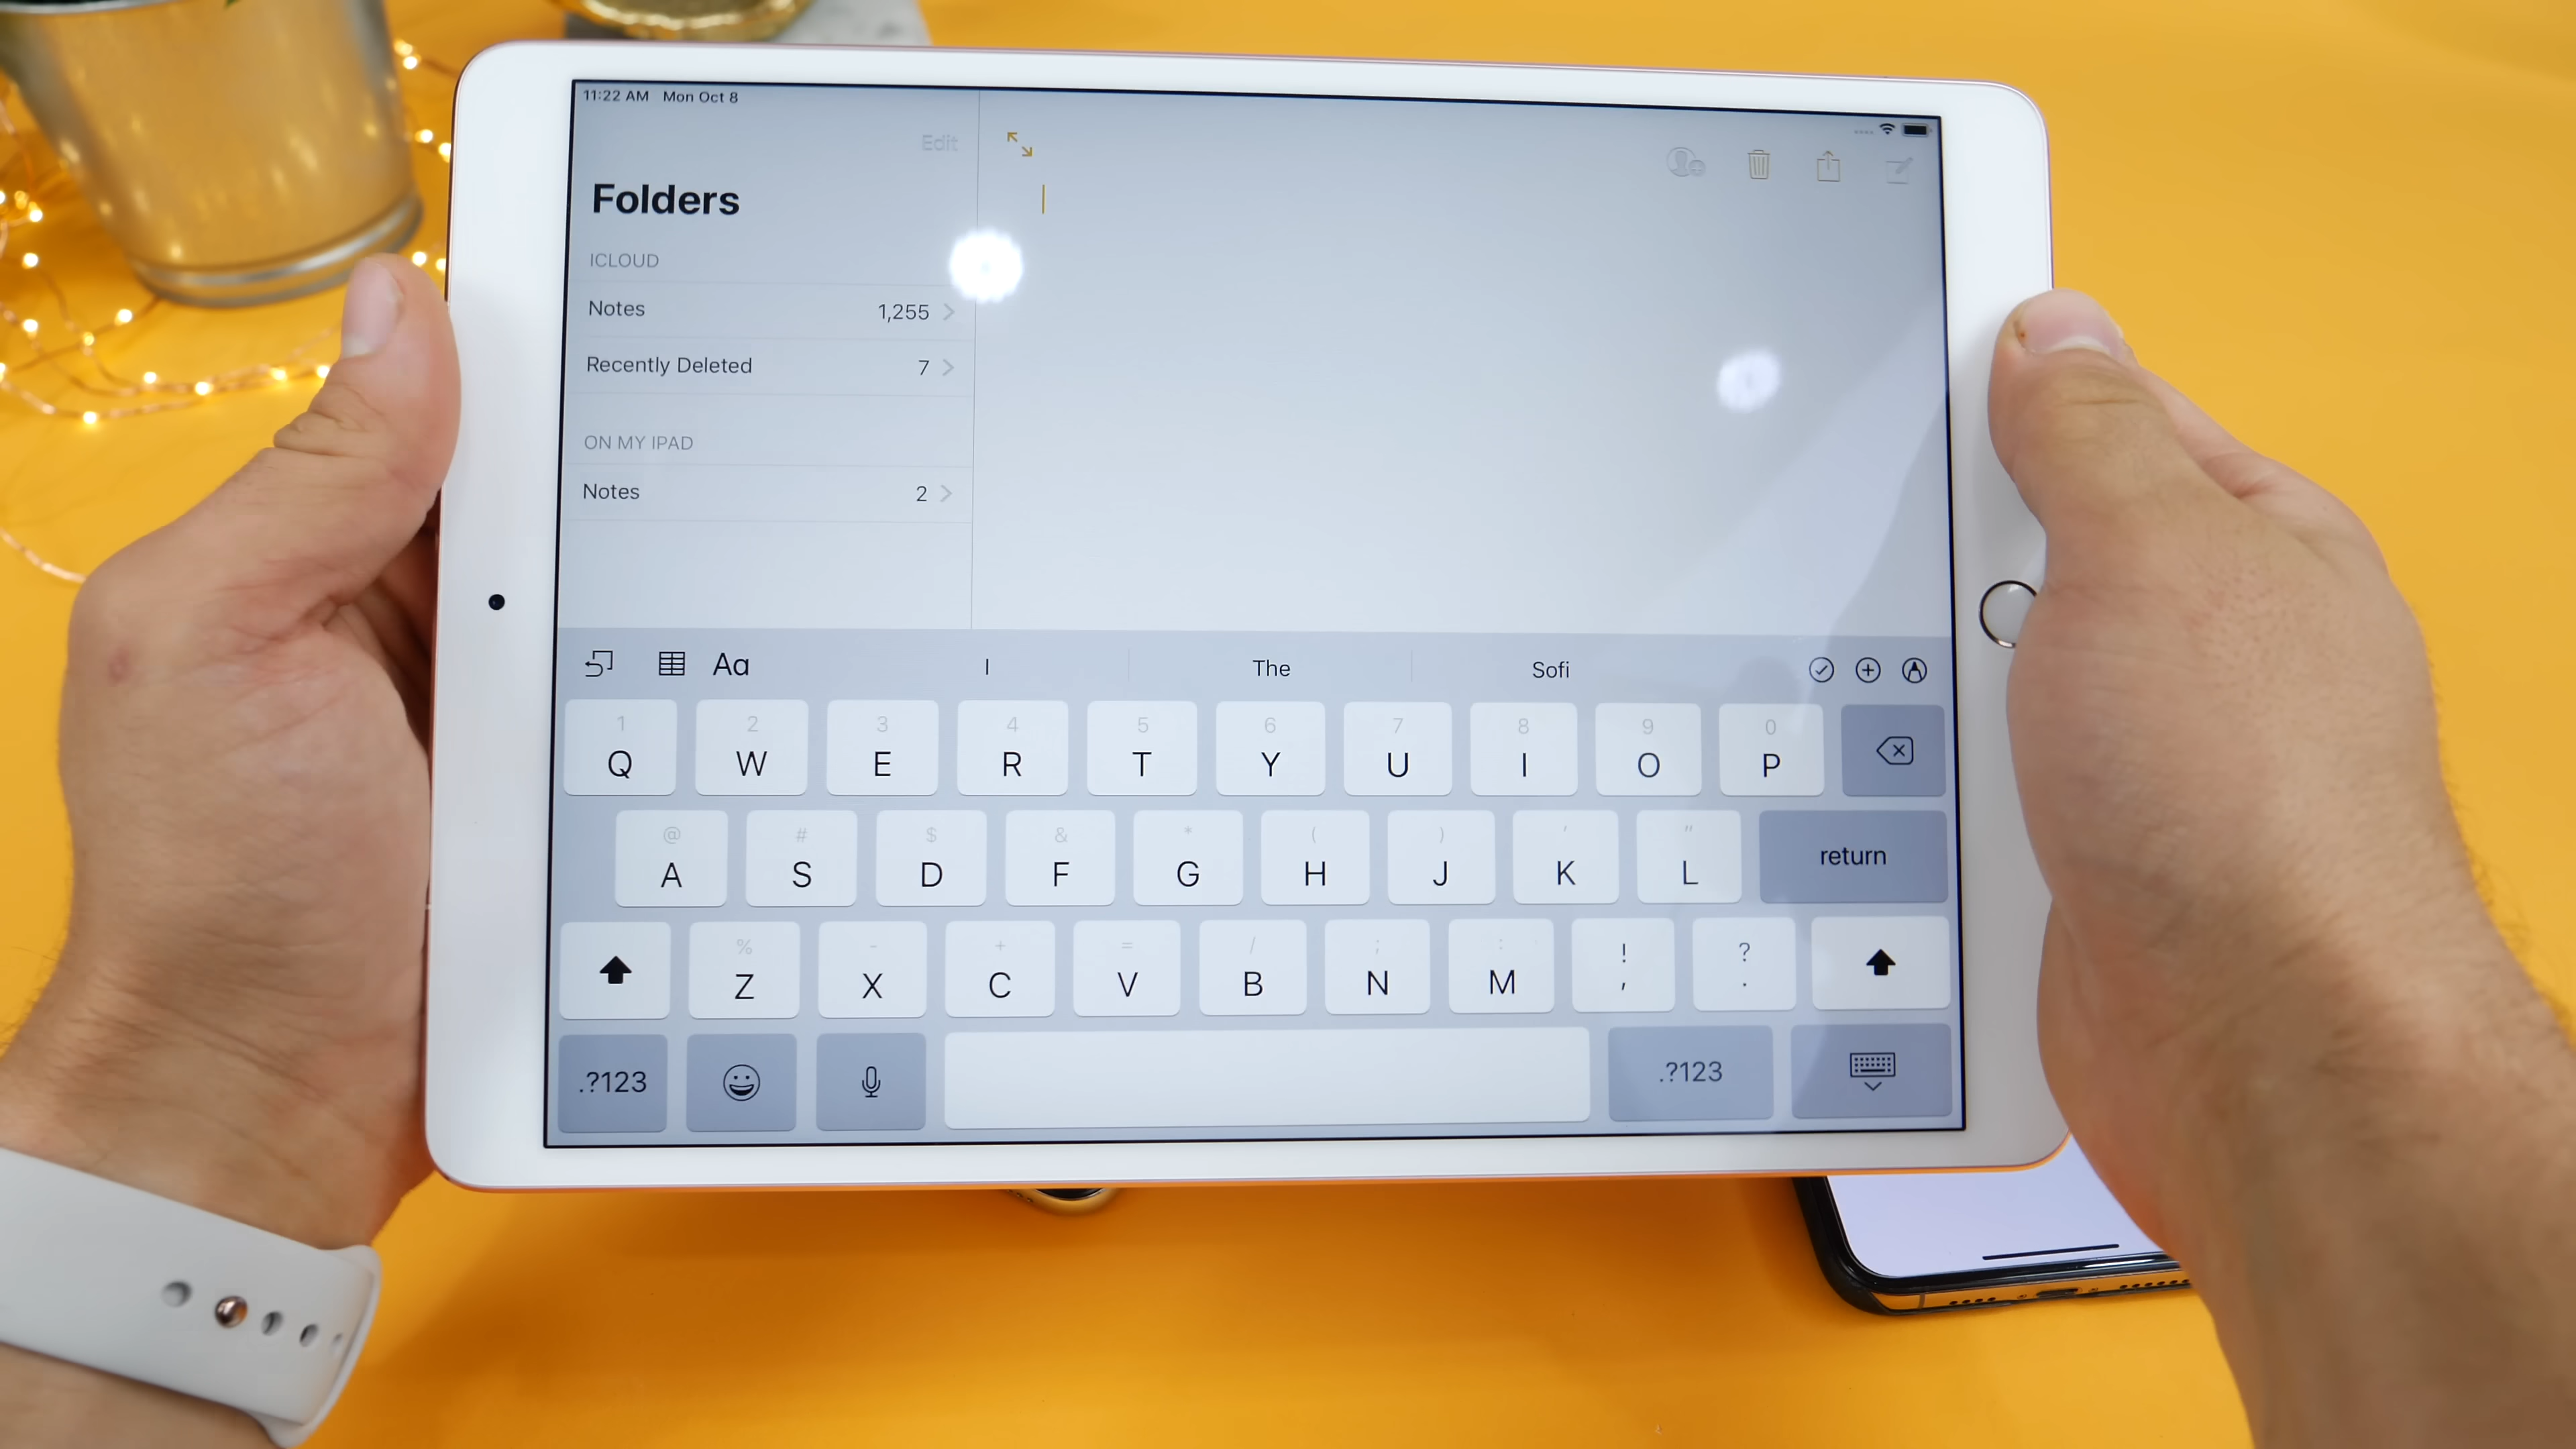 11:22 AM Mon Oct 8
Edit
Folders
ICLOUD
Notes 1,255
Recently Deleted 7
ON MY IPAD
Notes 2
Aa I The Sofi
1 2 3 4 5 6 7 8 9 0
Q W E R T Y U I O P
@ # $ & * ( ) ' "
A S D F G H J K L return
% - + = / ; : ! ?
Z X C V B N M , .
.?123 .?123